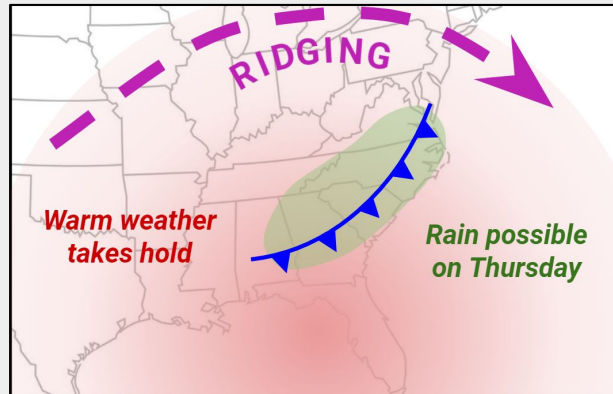 RIDGING
Warm weather
takes hold
Rain possible
on Thursday